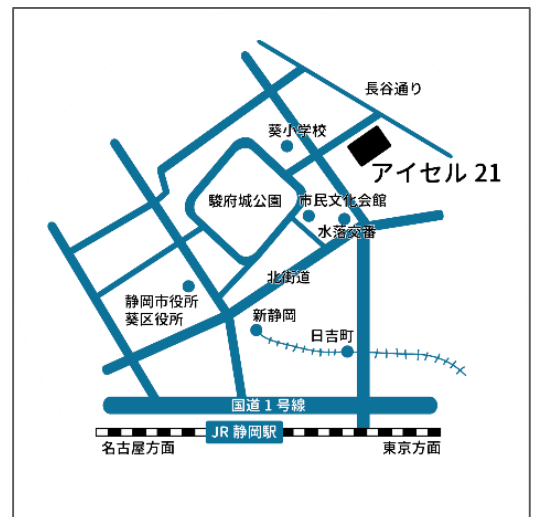 長谷通り
葵小学校
アイセル 21
駿府城公園
市民文化会館
水落交番
北街道
静岡市役所
葵区役所
新静岡
日吉町
国道 1 号線
JR 静岡駅
名古屋方面
東京方面